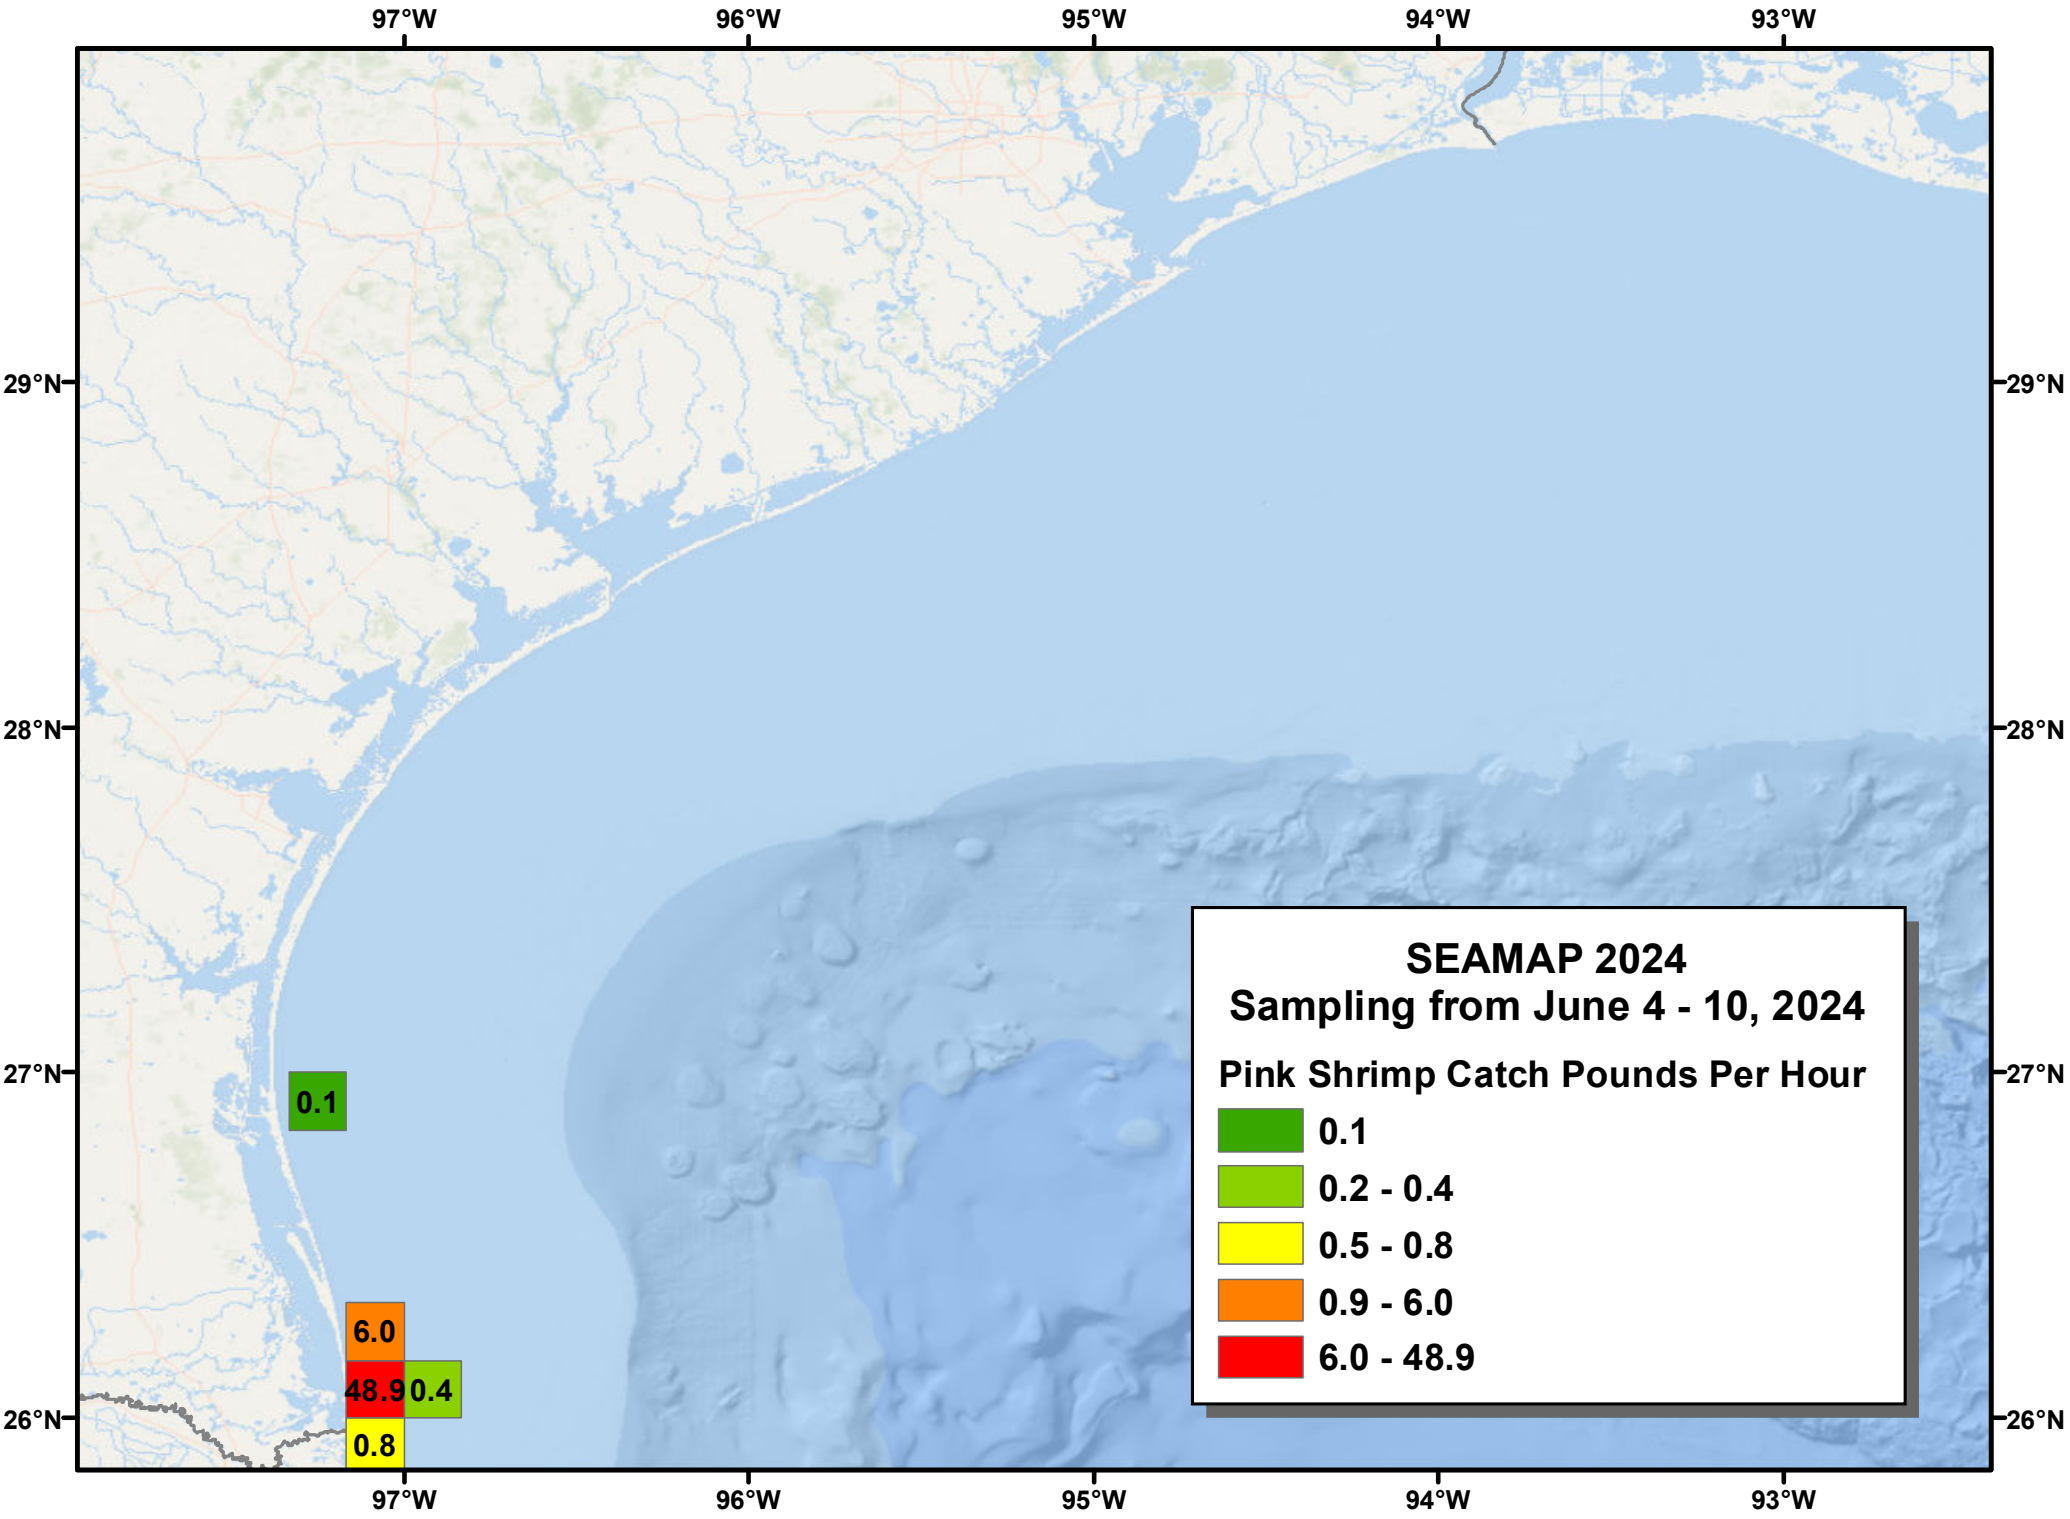 97°W 96°W 95°W 94°W 93°W
29°N 29°N
28°N 28°N
SEAMAP 2024
Sampling from June 4 - 10, 2024
27°N 27°N
Pink Shrimp Catch Pounds Per Hour
0.1
0.1
0.2 - 0.4
0.5 - 0.8
0.9 - 6.0
6.0
6.0 - 48.9
48.9 0.4
26°N 26°N
0.8
97°W 96°W 95°W 94°W 93°W